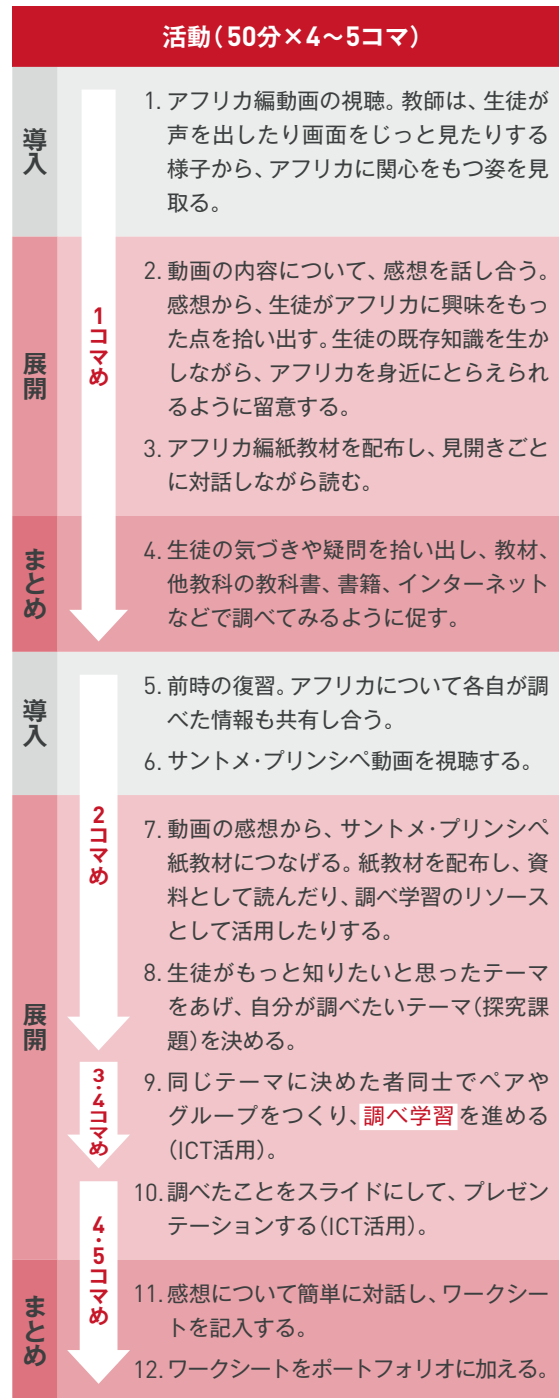 活動（50分×4〜5コマ）
導入
1. アフリカ編動画の視聴。教師は、生徒が
声を出したり画面をじっと見たりする
様子から、アフリカに関心をもつ姿を見
取る。
1コマめ
展開
2. 動画の内容について、感想を話し合う。
感想から、生徒がアフリカに興味をもっ
た点を拾い出す。生徒の既存知識を生か
しながら、アフリカを身近にとらえられ
るように留意する。
3. アフリカ編紙教材を配布し、見開きごと
に対話しながら読む。
まとめ
4. 生徒の気づきや疑問を拾い出し、教材、
他教科の教科書、書籍、インターネット
などで調べてみるように促す。
導入
5. 前時の復習。アフリカについて各自が調
べた情報も共有し合う。
6. サントメ・プリンシペ動画を視聴する。
2コマめ
展開
7. 動画の感想から、サントメ・プリンシペ
紙教材につなげる。紙教材を配布し、資
料として読んだり、調べ学習のリソース
として活用したりする。
8. 生徒がもっと知りたいと思ったテーマ
をあげ、自分が調べたいテーマ（探究課
題）を決める。
3・4コマめ
9. 同じテーマに決めた者同士でペアや
グループをつくり、調べ学習を進める
（ICT活用）。
4・5コマめ
10. 調べたことをスライドにして、プレゼン
テーションする（ICT活用）。
まとめ
11. 感想について簡単に対話し、ワークシー
トを記入する。
12. ワークシートをポートフォリオに加える。